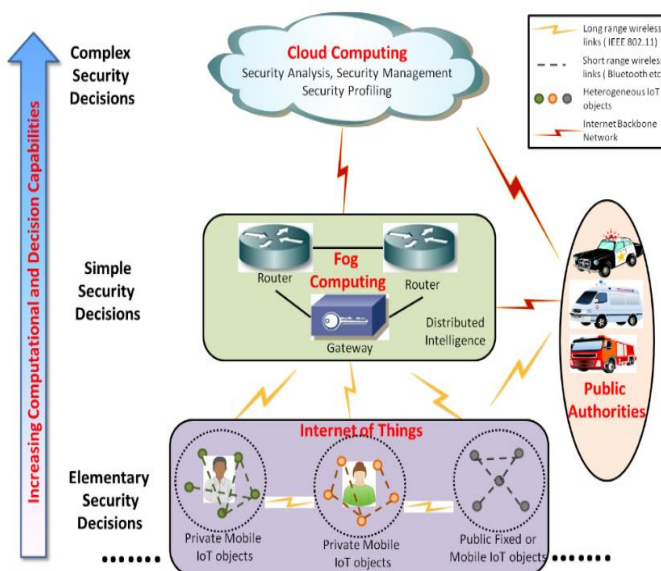 Increasing Computational and Decision Capabilities
Complex
Security
Decisions
Cloud Computing
Security Analysis, Security Management
Security Profiling
Long range wireless
links ( IEEE 802.11)
Short range wireless
links ( Bluetooth etc
Heterogeneous IoT
objects
Internet Backbone
Network
Simple
Security
Decisions
Router
Router
Fog
Computing
Gateway
Distributed
Intelligence
Public
Authorities
Internet of Things
Elementary
Security
Decisions
Private Mobile
IoT objects
Private Mobile
IoT objects
Public Fixed or
Mobile IoT objects